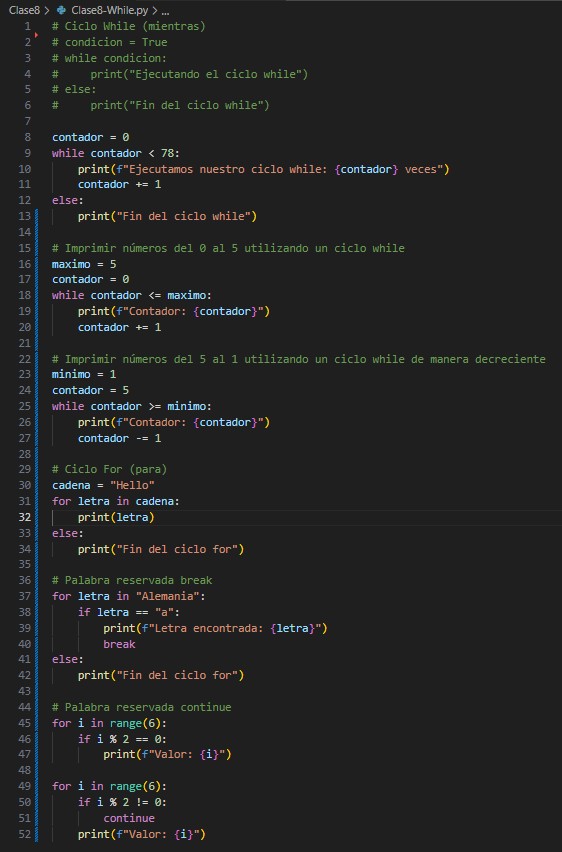 Clase8 > Clase8-While.py > ...
1 # Ciclo While (mientras)
2 # condicion = True
3 # while condicion:
4 #     print("Ejecutando el ciclo while")
5 # else:
6 #     print("Fin del ciclo while")
7
8 contador = 0
9 while contador < 78:
10     print(f"Ejecutamos nuestro ciclo while: {contador} veces")
11     contador += 1
12 else:
13     print("Fin del ciclo while")
14
15 # Imprimir números del 0 al 5 utilizando un ciclo while
16 maximo = 5
17 contador = 0
18 while contador <= maximo:
19     print(f"Contador: {contador}")
20     contador += 1
21
22 # Imprimir números del 5 al 1 utilizando un ciclo while de manera decreciente
23 minimo = 1
24 contador = 5
25 while contador >= minimo:
26     print(f"Contador: {contador}")
27     contador -= 1
28
29 # Ciclo For (para)
30 cadena = "Hello"
31 for letra in cadena:
32     print(letra)
33 else:
34     print("Fin del ciclo for")
35
36 # Palabra reservada break
37 for letra in "Alemania":
38     if letra == "a":
39         print(f"Letra encontrada: {letra}")
40         break
41 else:
42     print("Fin del ciclo for")
43
44 # Palabra reservada continue
45 for i in range(6):
46     if i % 2 == 0:
47         print(f"Valor: {i}")
48
49 for i in range(6):
50     if i % 2 != 0:
51         continue
52     print(f"Valor: {i}")